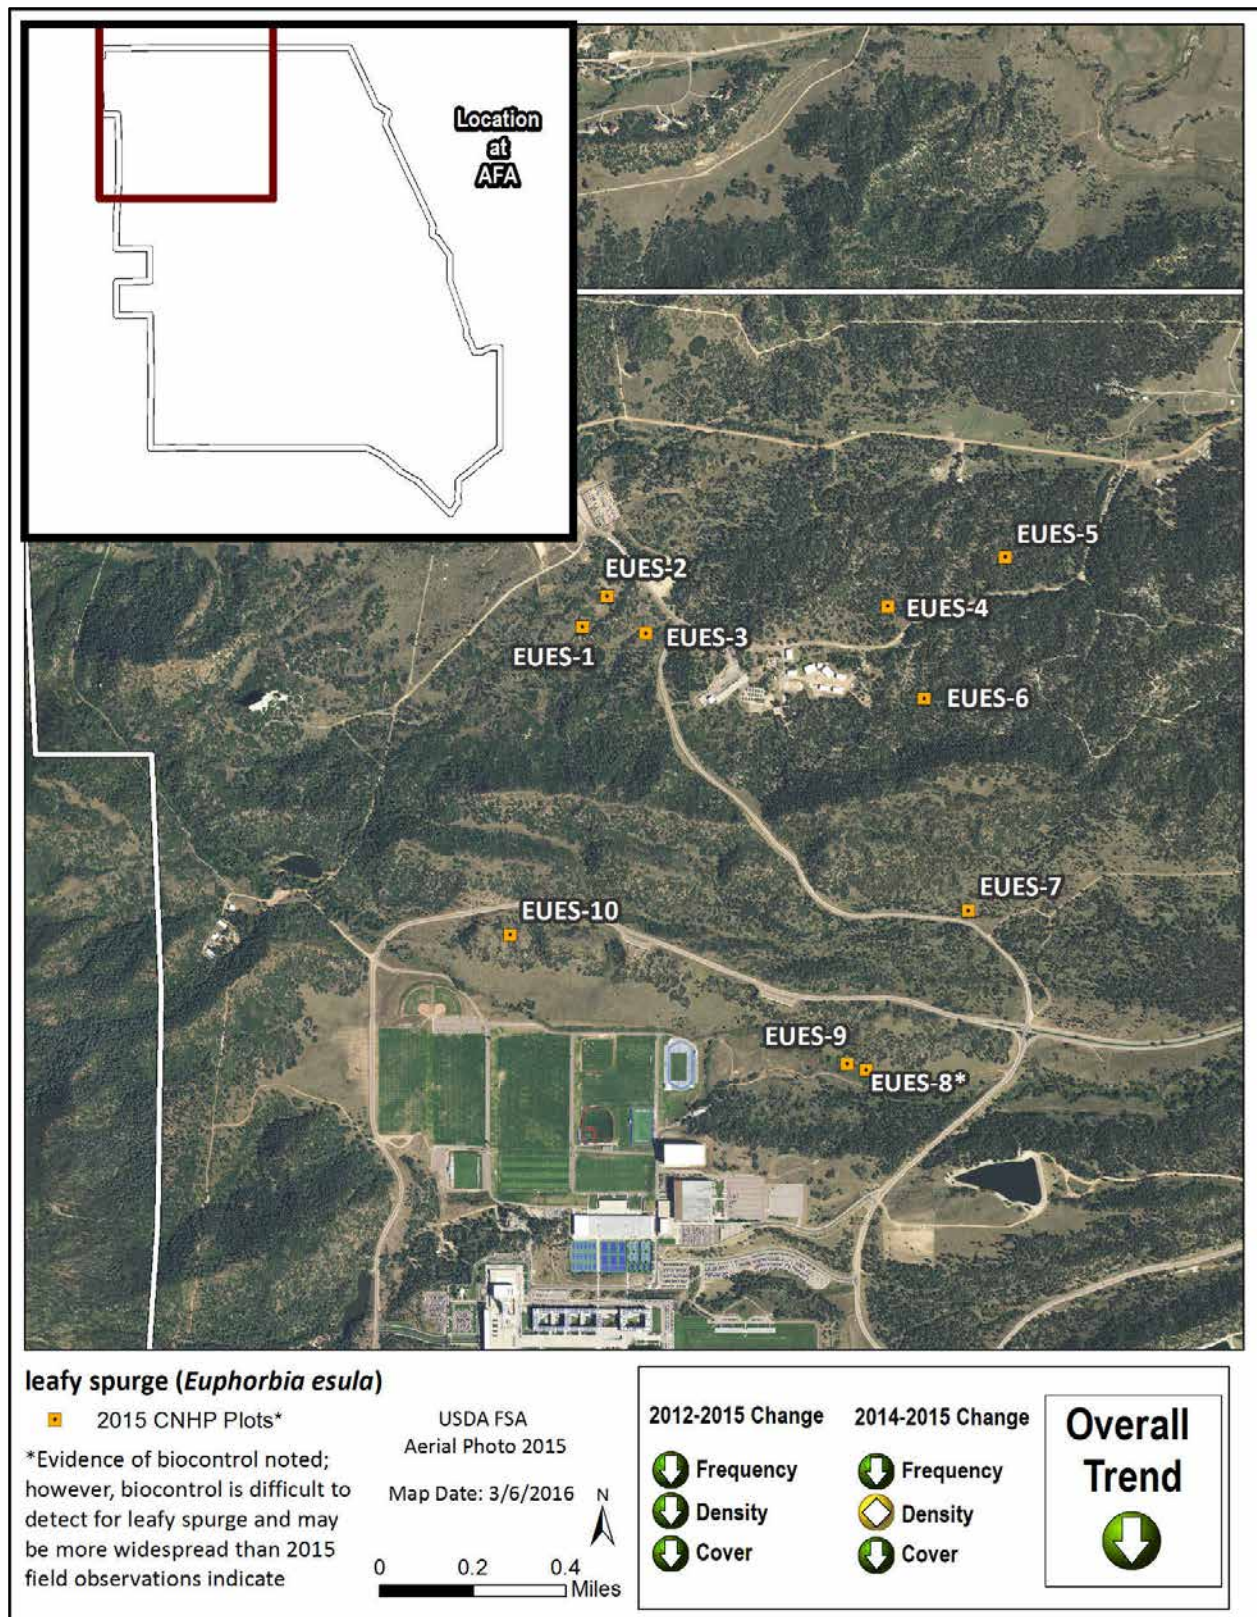 Location
at
AFA
EUES-5
EUES-2
EUES-4
EUES-3
EUES-1
EUES-6
EUES-7
EUES-10
EUES-9
EUES-8*
leafy spurge (Euphorbia esula)
2015 CNHP Plots*
*Evidence of biocontrol noted;
however, biocontrol is difficult to
detect for leafy spurge and may
be more widespread than 2015
field observations indicate
USDA FSA
Aerial Photo 2015
Map Date: 3/6/2016
N
0 0.2 0.4
Miles
2012-2015 Change
Frequency
Density
Cover
2014-2015 Change
Frequency
Density
Cover
Overall
Trend